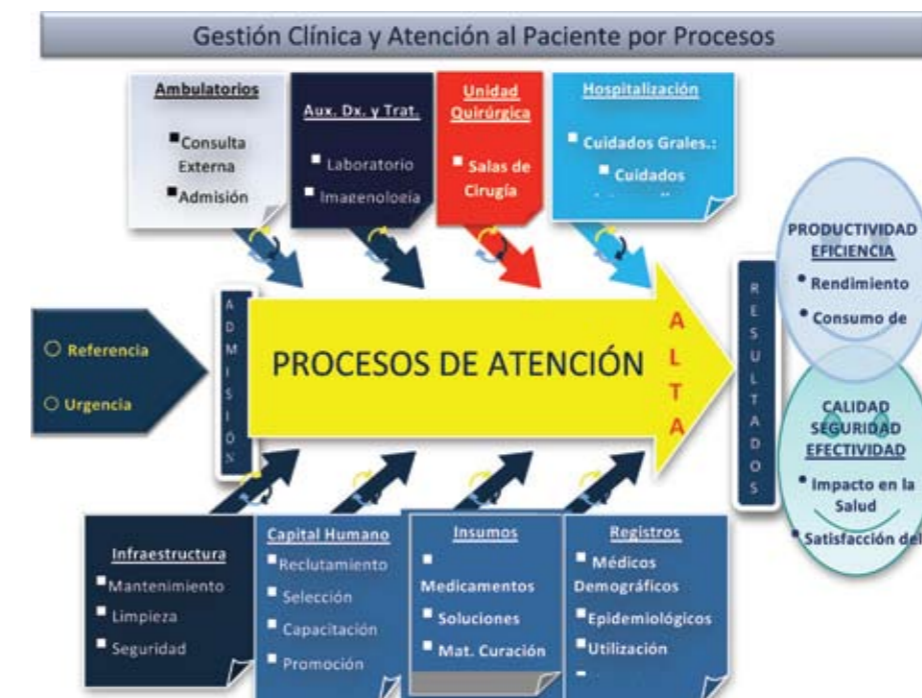 Gestión Clínica y Atención al Paciente por Procesos
Ambulatorios
Consulta
Externa
Admisión
Aux. Dx. y Trat.
Laboratorio
Imagenología
Unidad
Quirúrgica
Salas de
Cirugía
Hospitalización
Cuidados Grales.:
Cuidados
Referencia
Urgencia
ADMISIÓN
PROCESOS DE ATENCIÓN
ALTA
RESULTADOS
PRODUCTIVIDAD
EFICIENCIA
Rendimiento
Consumo de
CALIDAD
SEGURIDAD
EFECTIVIDAD
Impacto en la
Salud
Satisfacción del
Infraestructura
Mantenimiento
Limpieza
Seguridad
Capital Humano
Reclutamiento
Selección
Capacitación
Promoción
Insumos
Medicamentos
Soluciones
Mat. Curación
Registros
Médicos
Demográficos
Epidemiológicos
Utilización